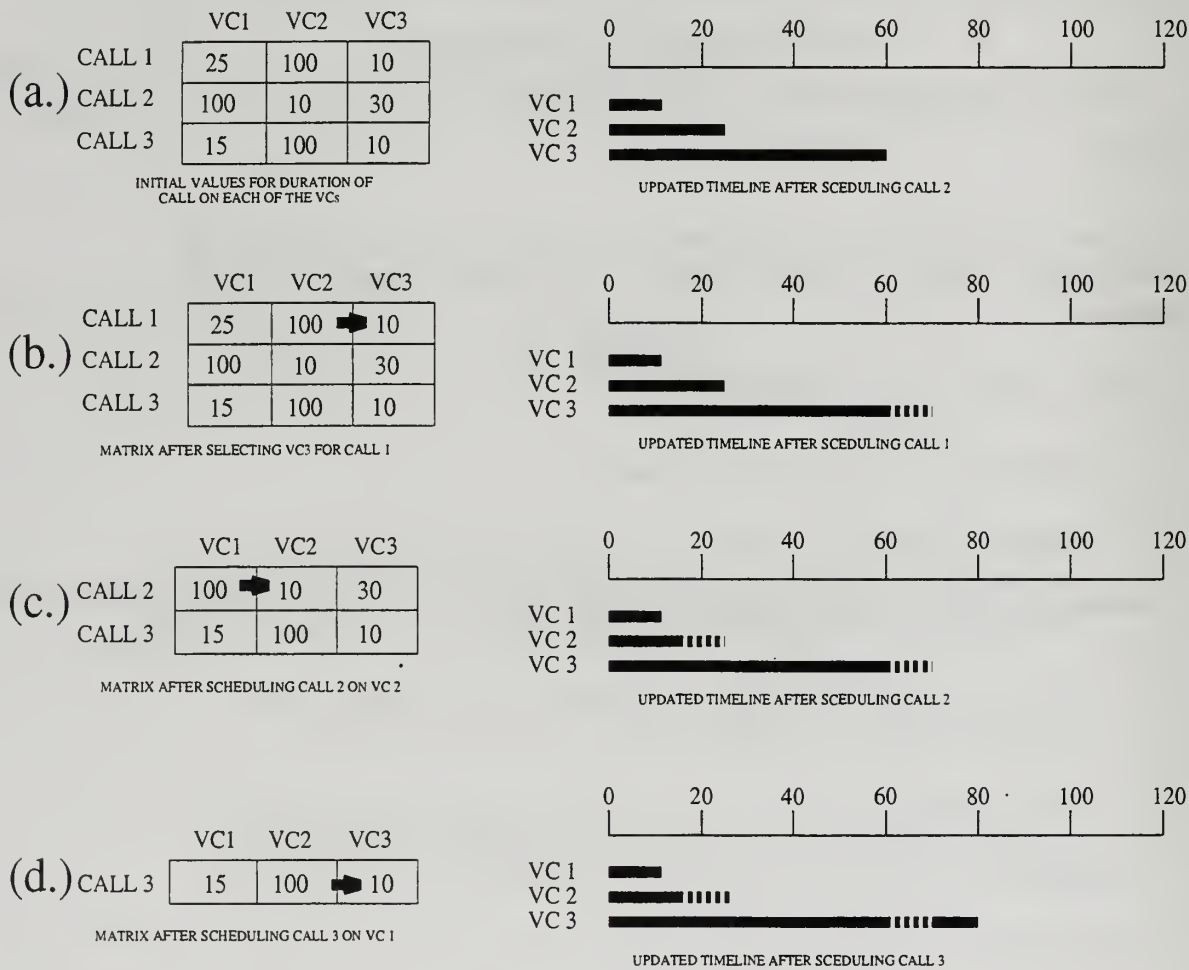 (a.)
VC1 VC2 VC3
CALL 1 25 100 10
CALL 2 100 10 30
CALL 3 15 100 10
INITIAL VALUES FOR DURATION OF
CALL ON EACH OF THE VCs
0 20 40 60 80 100 120
VC 1
VC 2
VC 3
UPDATED TIMELINE AFTER SCEDULING CALL 2
(b.)
VC1 VC2 VC3
CALL 1 25 100 10
CALL 2 100 10 30
CALL 3 15 100 10
MATRIX AFTER SELECTING VC3 FOR CALL 1
0 20 40 60 80 100 120
VC 1
VC 2
VC 3
UPDATED TIMELINE AFTER SCEDULING CALL 1
(c.)
VC1 VC2 VC3
CALL 2 100 10 30
CALL 3 15 100 10
MATRIX AFTER SCHEDULING CALL 2 ON VC 2
0 20 40 60 80 100 120
VC 1
VC 2
VC 3
UPDATED TIMELINE AFTER SCEDULING CALL 2
(d.)
VC1 VC2 VC3
CALL 3 15 100 10
MATRIX AFTER SCHEDULING CALL 3 ON VC 1
0 20 40 60 80 100 120
VC 1
VC 2
VC 3
UPDATED TIMELINE AFTER SCEDULING CALL 3